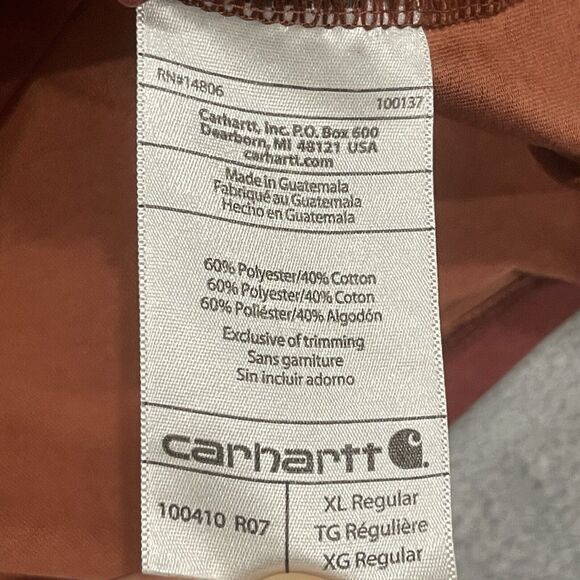 RN#14806
100137
Carhartt, Inc. P.O. Box 600
Dearborn, MI 48121 USA
carhartt.com
Made in Guatemala
Fabriqué au Guatemala
Hecho en Guatemala
60% Polyester/40% Cotton
60% Polyester/40% Coton
60% Poliéster/40% Algodón
Exclusive of trimming
Sans garniture
Sin incluir adorno
carhartt
100410 R07
XL Regular
TG Régulière
XG Regular